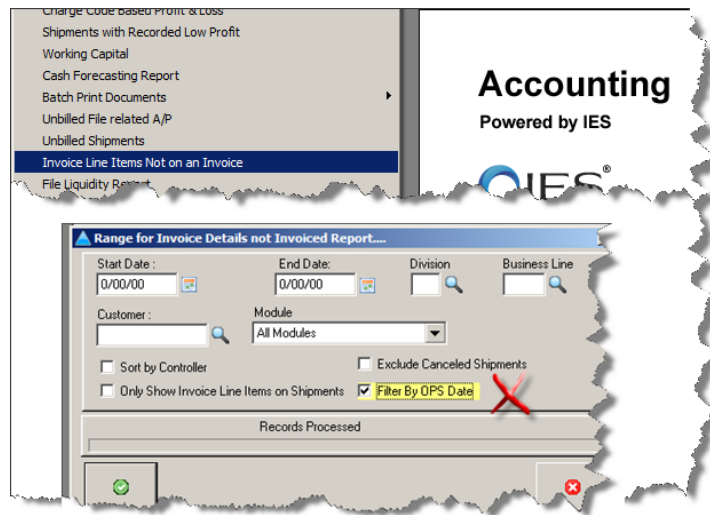 Charge Code Based Profit & Loss
Shipments with Recorded Low Profit
Working Capital
Cash Forecasting Report
Batch Print Documents
Unbilled File related A/P
Unbilled Shipments
Invoice Line Items Not on an Invoice
File Liquidity Report
Accounting
Powered by IES
IES®
Range for Invoice Details not Invoiced Report....
Start Date : End Date: Division Business Line
0/00/00 0/00/00
Customer : Module
All Modules
Sort by Controller Exclude Canceled Shipments
Only Show Invoice Line Items on Shipments Filter By OPS Date
Records Processed